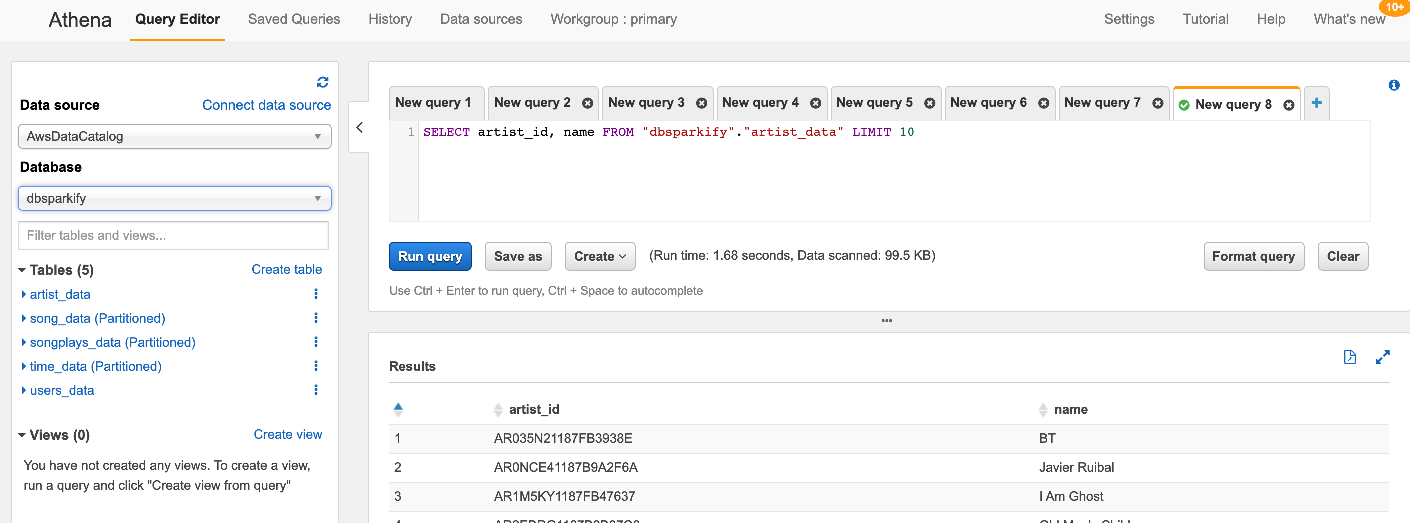 Athena Query Editor Saved Queries History Data sources Workgroup : primary Settings Tutorial Help What's new 10+
Data source Connect data source
AwsDataCatalog
Database
dbsparkify
Filter tables and views...
Tables (5) Create table
artist_data
song_data (Partitioned)
songplays_data (Partitioned)
time_data (Partitioned)
users_data
Views (0) Create view
You have not created any views. To create a view,
run a query and click "Create view from query"
New query 1 New query 2 New query 3 New query 4 New query 5 New query 6 New query 7 New query 8
1 SELECT artist_id, name FROM "dbsparkify"."artist_data" LIMIT 10
Run query Save as Create (Run time: 1.68 seconds, Data scanned: 99.5 KB) Format query Clear
Use Ctrl + Enter to run query, Ctrl + Space to autocomplete
Results
artist_id name
1 AR035N21187FB3938E BT
2 AR0NCE41187B9A2F6A Javier Ruibal
3 AR1M5KY1187FB47637 I Am Ghost